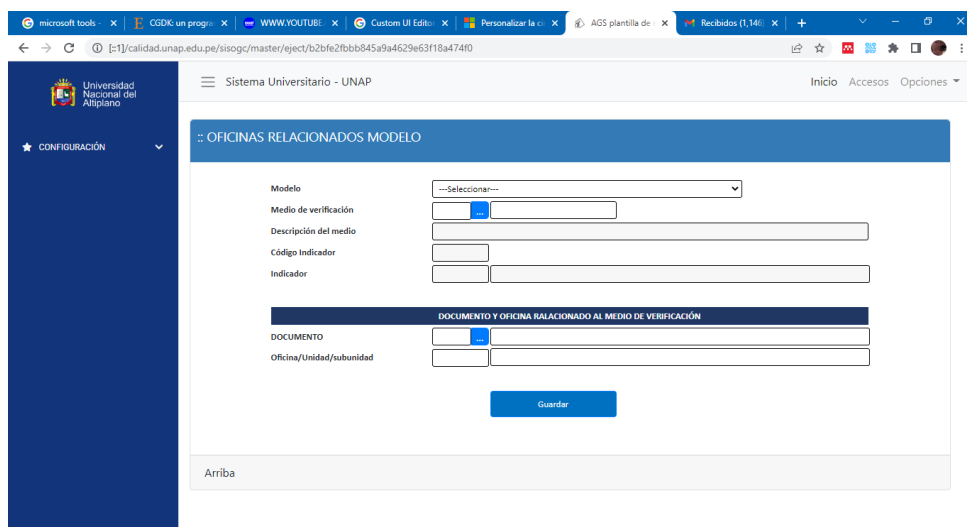 microsoft tools -
CGDK: un progra
WWW.YOUTUBE.
Custom UI Editor
Personalizar la ci
AGS plantilla de
Recibidos (1,146)
[::1]/calidad.unap.edu.pe/sisogc/master/eject/b2bfe2fbbb845a9a4629e63f18a474f0
Universidad
Nacional del
Altiplano
Sistema Universitario - UNAP
Inicio Accesos Opciones
CONFIGURACIÓN
:: OFICINAS RELACIONADOS MODELO
Modelo
---Seleccionar---
Medio de verificación
...
Descripción del medio
Código Indicador
Indicador
DOCUMENTO Y OFICINA RALACIONADO AL MEDIO DE VERIFICACIÓN
DOCUMENTO
...
Oficina/Unidad/subunidad
Guardar
Arriba